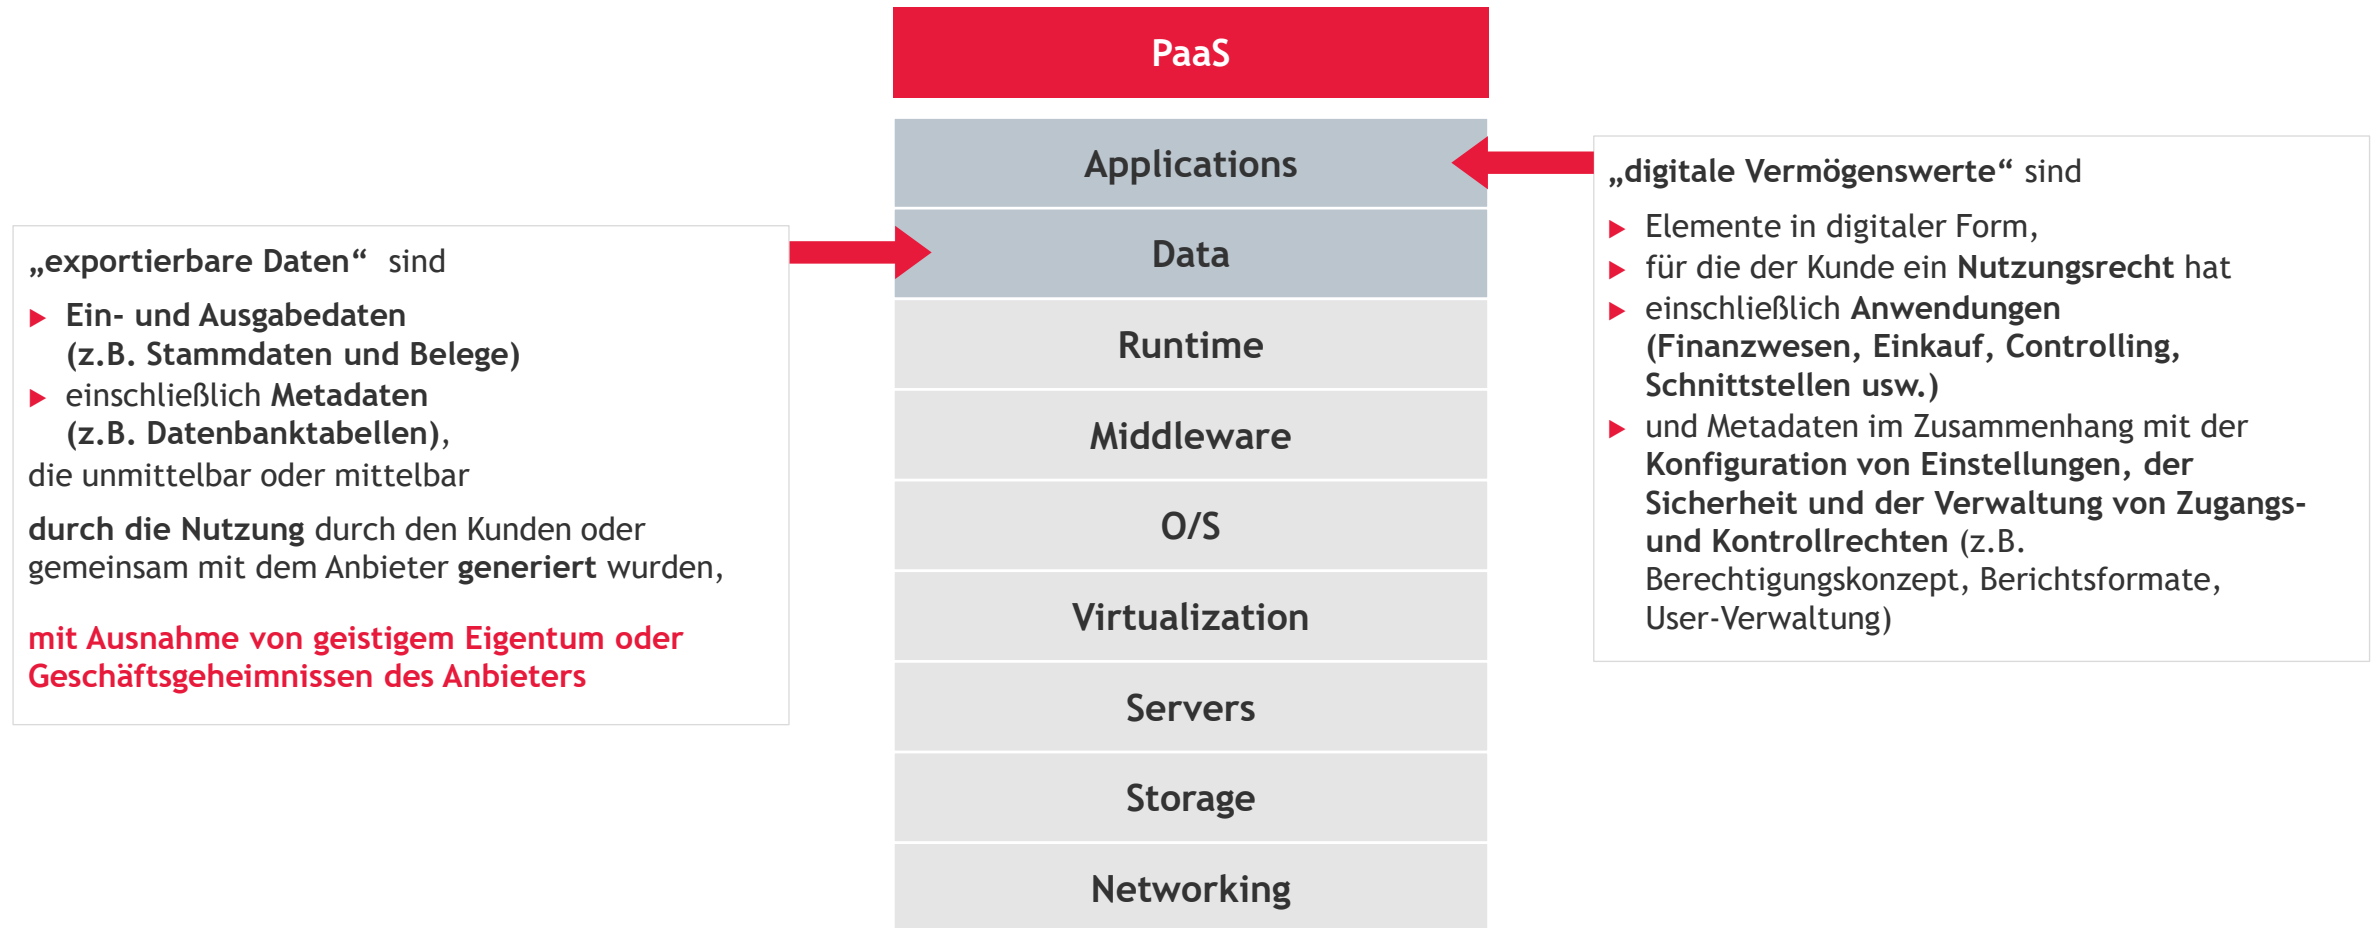 PaaS
Applications
Data
Runtime
Middleware
O/S
Virtualization
Servers
Storage
Networking
„exportierbare Daten“ sind
Ein- und Ausgabedaten
(z.B. Stammdaten und Belege)
einschließlich Metadaten
(z.B. Datenbanktabellen),
die unmittelbar oder mittelbar
durch die Nutzung durch den Kunden oder
gemeinsam mit dem Anbieter generiert wurden,
mit Ausnahme von geistigem Eigentum oder
Geschäftsgeheimnissen des Anbieters
„digitale Vermögenswerte“ sind
Elemente in digitaler Form,
für die der Kunde ein Nutzungsrecht hat
einschließlich Anwendungen
(Finanzwesen, Einkauf, Controlling,
Schnittstellen usw.)
und Metadaten im Zusammenhang mit der
Konfiguration von Einstellungen, der
Sicherheit und der Verwaltung von Zugangs-
und Kontrollrechten (z.B.
Berechtigungskonzept, Berichtsformate,
User-Verwaltung)